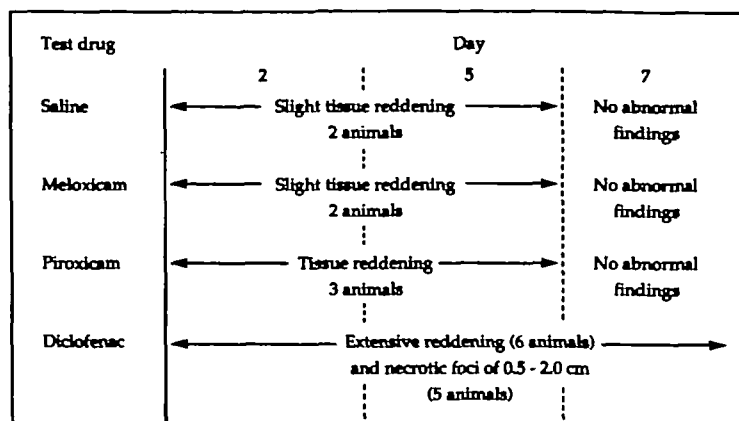 Test drug Day
2 5 7
Saline Slight tissue reddening No abnormal
2 animals findings
Meloxicam Slight tissue reddening No abnormal
2 animals findings
Piroxicam Tissue reddening No abnormal
3 animals findings
Diclofenac Extensive reddening (6 animals)
and necrotic foci of 0.5 - 2.0 cm
(5 animals)